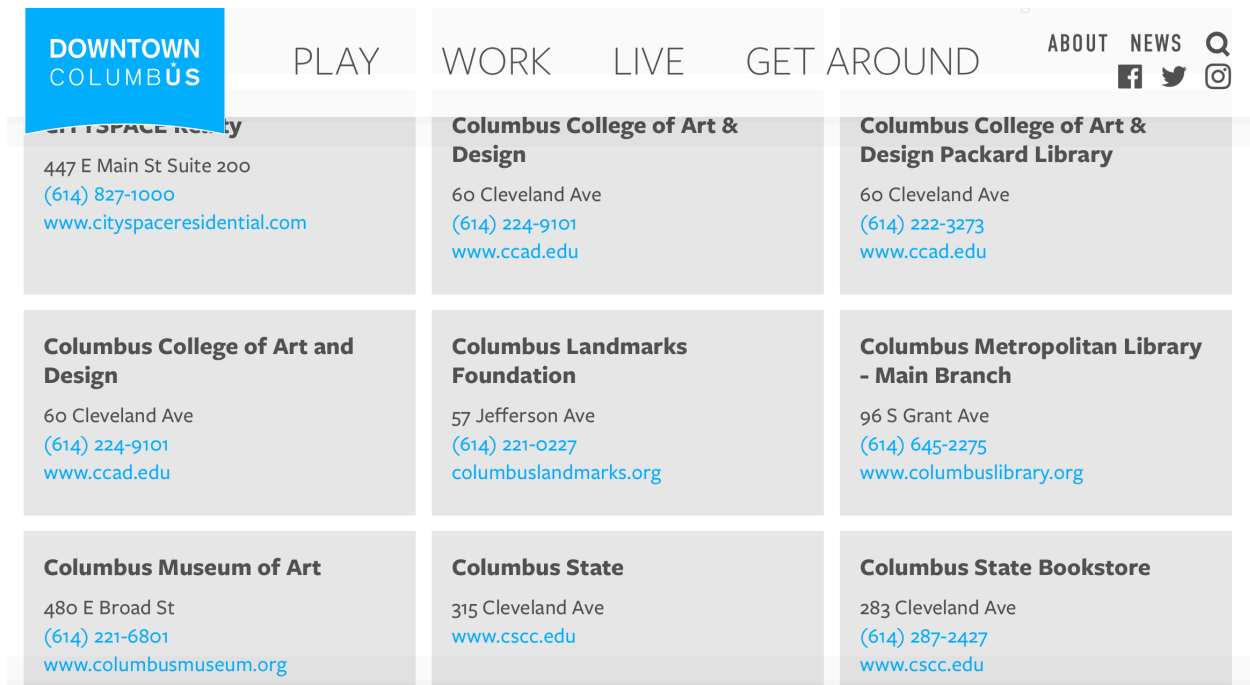 DOWNTOWN
COLUMBUS
PLAY
WORK
LIVE
GET AROUND
ABOUT
NEWS
CITYSPACE Realty
447 E Main St Suite 200
(614) 827-1000
www.cityspaceresidential.com
Columbus College of Art &
Design
60 Cleveland Ave
(614) 224-9101
www.ccad.edu
Columbus College of Art &
Design Packard Library
60 Cleveland Ave
(614) 222-3273
www.ccad.edu
Columbus College of Art and
Design
60 Cleveland Ave
(614) 224-9101
www.ccad.edu
Columbus Landmarks
Foundation
57 Jefferson Ave
(614) 221-0227
columbuslandmarks.org
Columbus Metropolitan Library
- Main Branch
96 S Grant Ave
(614) 645-2275
www.columbuslibrary.org
Columbus Museum of Art
480 E Broad St
(614) 221-6801
www.columbusmuseum.org
Columbus State
315 Cleveland Ave
www.cscc.edu
Columbus State Bookstore
283 Cleveland Ave
(614) 287-2427
www.cscc.edu